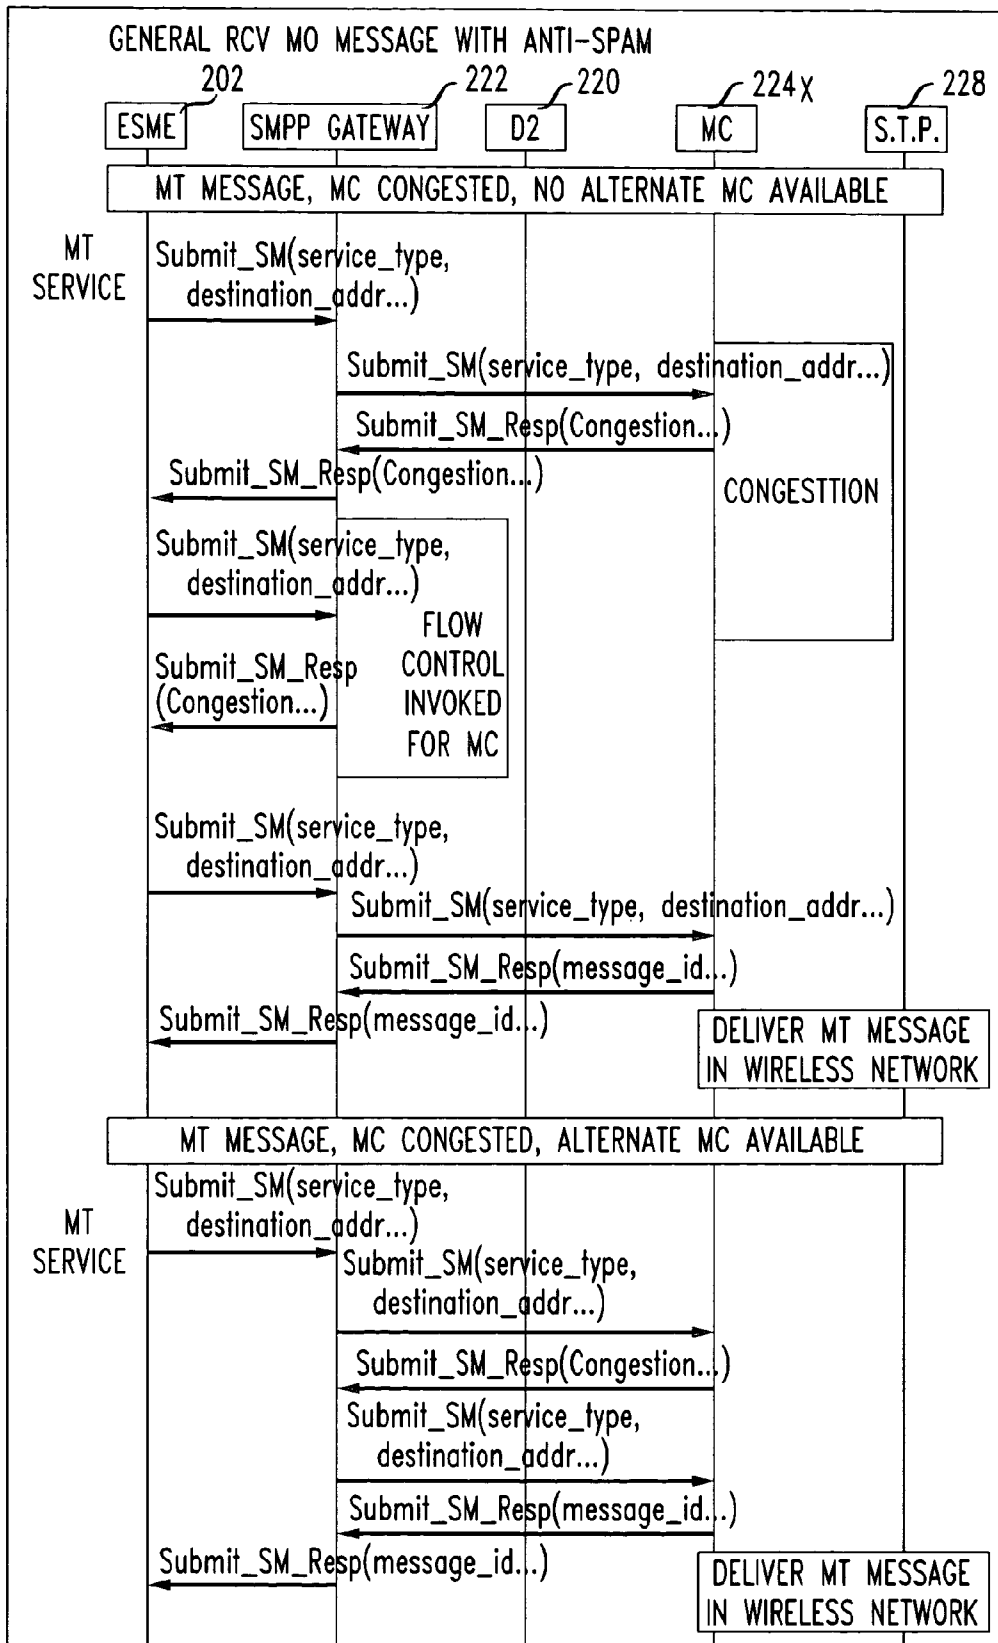 GENERAL RCV MO MESSAGE WITH ANTI-SPAM
202 222 220 224X 228
ESME SMPP GATEWAY D2 MC S.T.P.
MT MESSAGE, MC CONGESTED, NO ALTERNATE MC AVAILABLE
MT
SERVICE
Submit_SM(service_type,
destination_addr...)
Submit_SM(service_type, destination_addr...)
Submit_SM_Resp(Congestion...)
Submit_SM_Resp(Congestion...)
CONGESTTION
Submit_SM(service_type,
destination_addr...)
FLOW
CONTROL
INVOKED
FOR MC
Submit_SM_Resp
(Congestion...)
Submit_SM(service_type,
destination_addr...)
Submit_SM(service_type, destination_addr...)
Submit_SM_Resp(message_id...)
Submit_SM_Resp(message_id...)
DELIVER MT MESSAGE
IN WIRELESS NETWORK
MT MESSAGE, MC CONGESTED, ALTERNATE MC AVAILABLE
MT
SERVICE
Submit_SM(service_type,
destination_addr...)
Submit_SM(service_type,
destination_addr...)
Submit_SM_Resp(Congestion...)
Submit_SM(service_type,
destination_addr...)
Submit_SM_Resp(message_id...)
Submit_SM_Resp(message_id...)
DELIVER MT MESSAGE
IN WIRELESS NETWORK